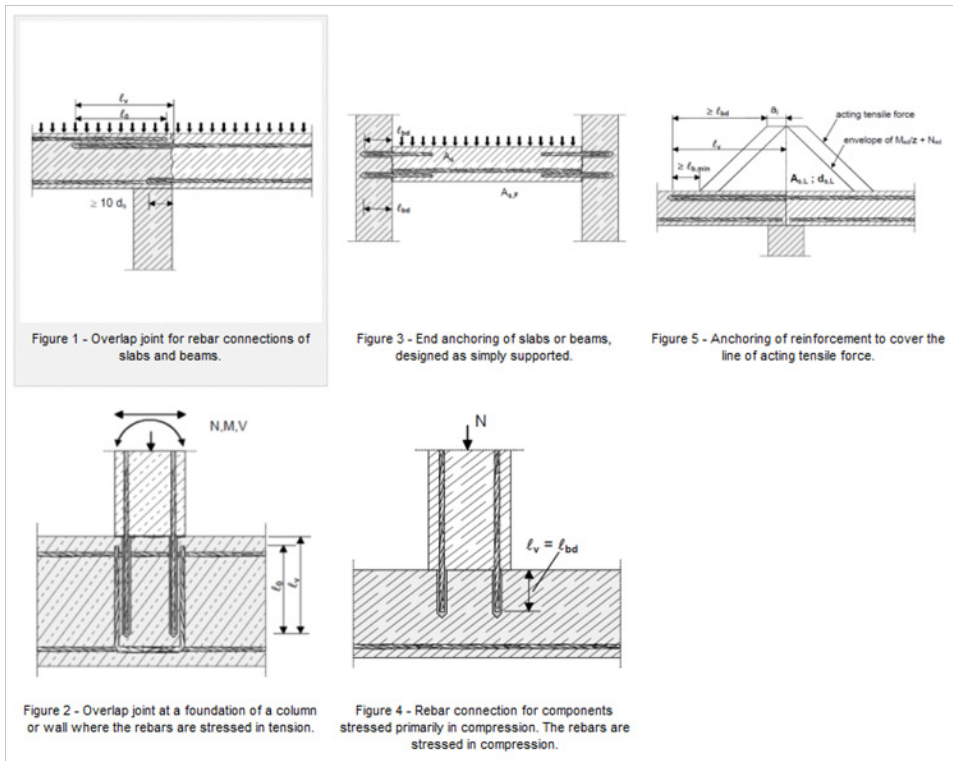 ℓv
ℓ0
≥ 10 ds
Figure 1 - Overlap joint for rebar connections of
slabs and beams.
ℓbd
As
As,F
ℓbd
Figure 3 - End anchoring of slabs or beams,
designed as simply supported.
≥ ℓbd
al
acting tensile force
ℓv
envelope of Med/z + Ned
≥ ℓb,min
As,L ; ds,L
Figure 5 - Anchoring of reinforcement to cover the
line of acting tensile force.
N,M,V
ℓ0
ℓv
Figure 2 - Overlap joint at a foundation of a column
or wall where the rebars are stressed in tension.
N
ℓv = ℓbd
Figure 4 - Rebar connection for components
stressed primarily in compression. The rebars are
stressed in compression.